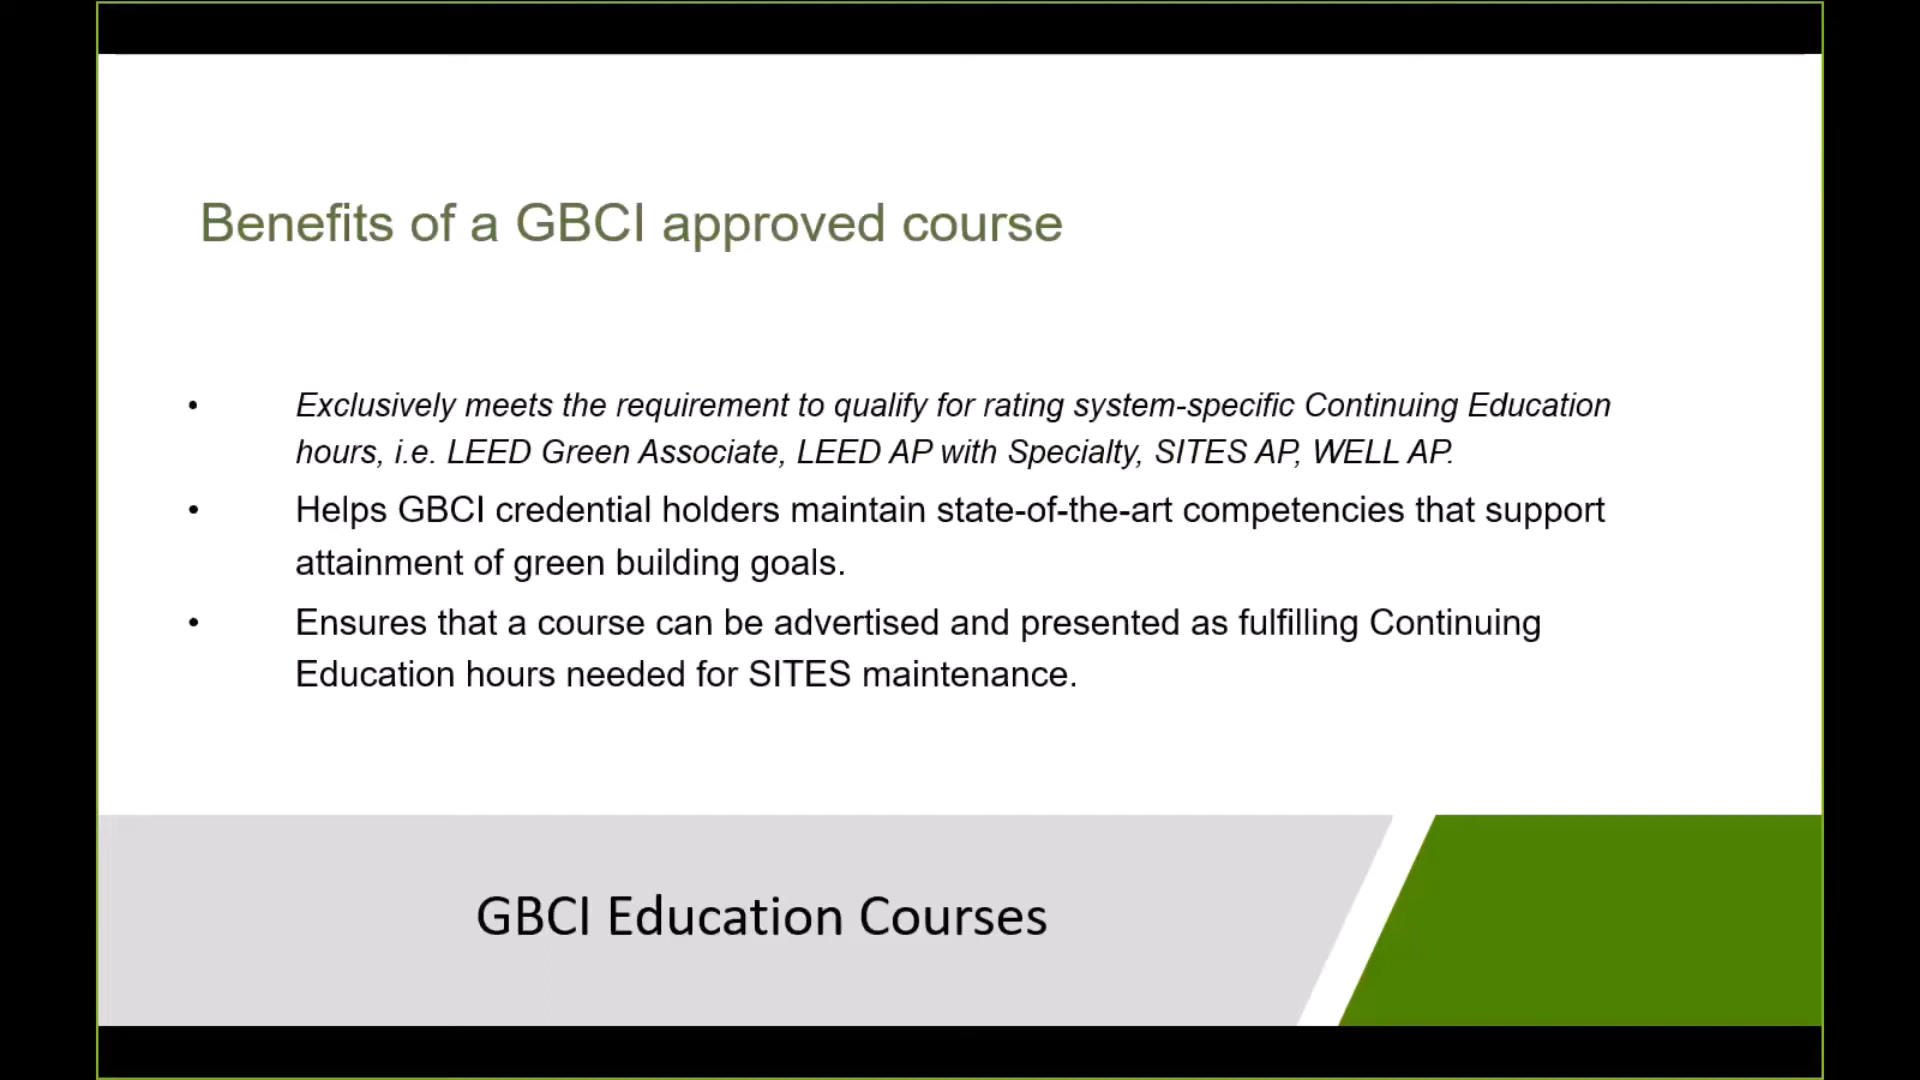 Benefits of a GBCI approved course
• Exclusively meets the requirement to qualify for rating system-specific Continuing Education
hours, i.e. LEED Green Associate, LEED AP with Specialty, SITES AP, WELL AP.
• Helps GBCI credential holders maintain state-of-the-art competencies that support
attainment of green building goals.
• Ensures that a course can be advertised and presented as fulfilling Continuing
Education hours needed for SITES maintenance.
GBCI Education Courses